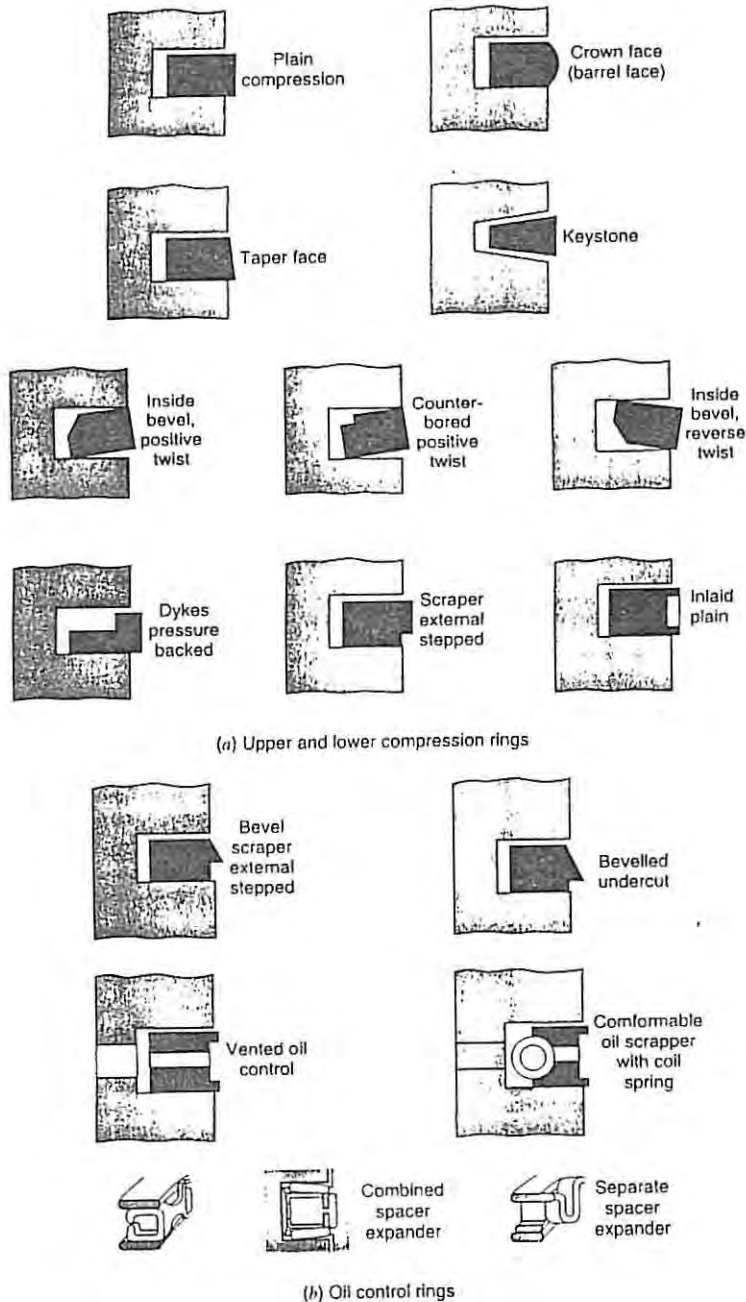 Plain
compression
Crown face
(barrel face)
Taper face
Keystone
Inside
bevel,
positive
twist
Counter-
bored
positive
twist
Inside
bevel,
reverse
twist
Dykes
pressure
backed
Scraper
external
stepped
Inlaid
plain
(a) Upper and lower compression rings
Bevel
scraper
external
stepped
Bevelled
undercut
Vented oil
control
Comformable
oil scrapper
with coil
spring
Combined
spacer
expander
Separate
spacer
expander
(b) Oil control rings